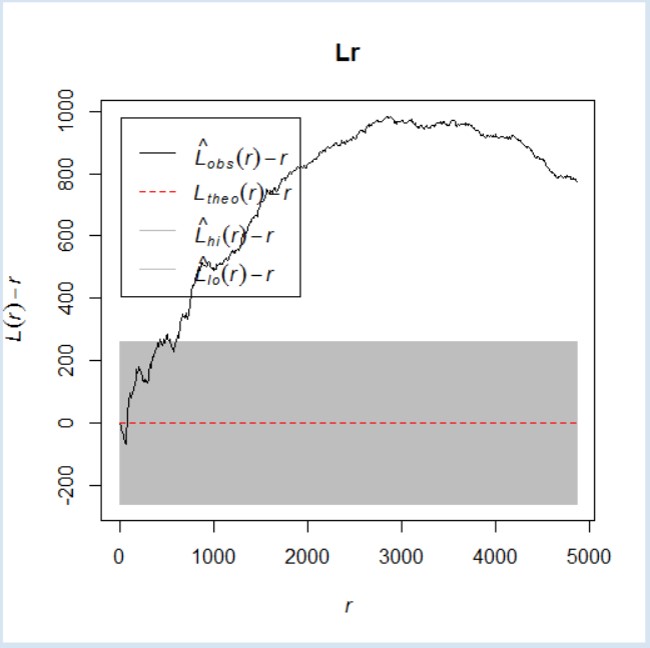 Lr
L̂obs(r) − r
Ltheo(r) − r
L̂hi(r) − r
L̂lo(r) − r
L(r) − r
1000
800
600
400
200
0
-200
0 1000 2000 3000 4000 5000
r